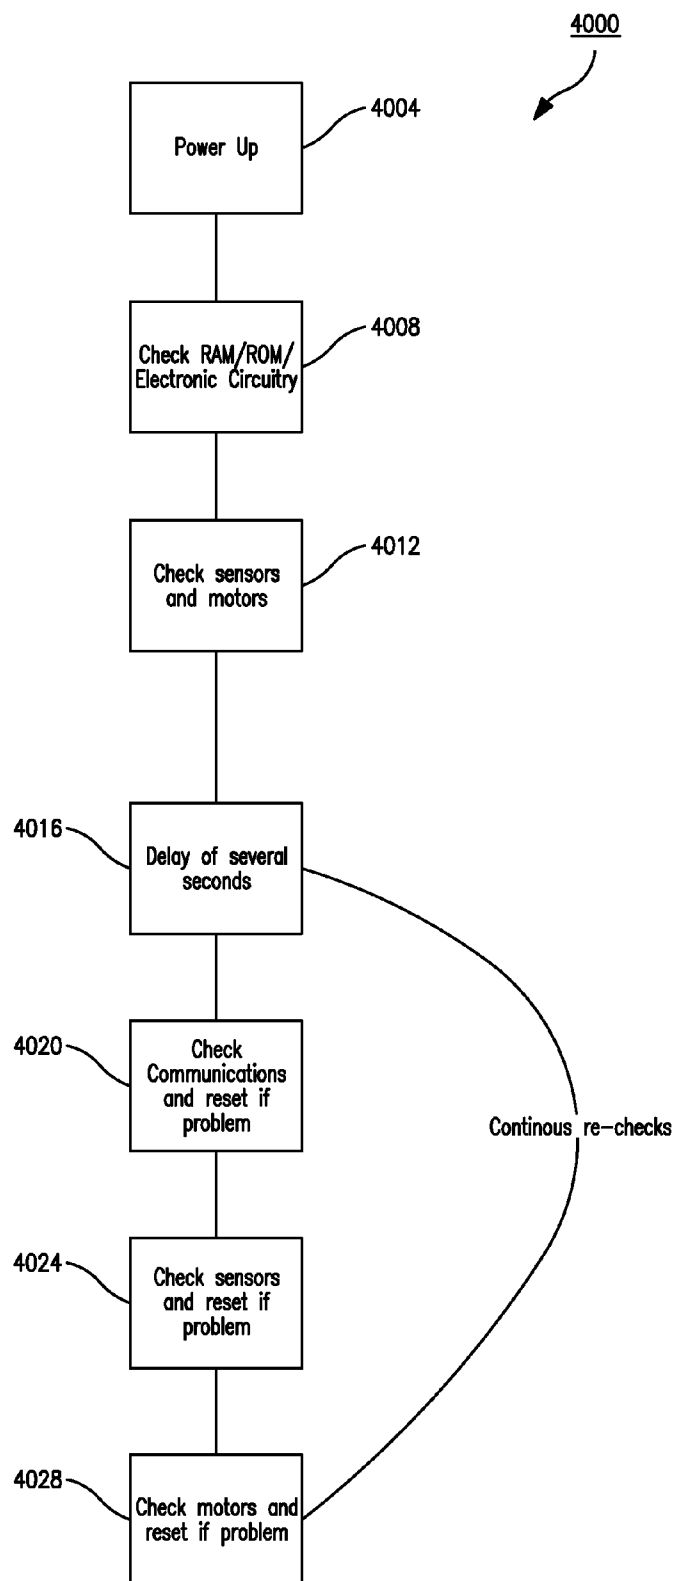 4000
4004
Power Up
4008
Check RAM/ROM/
Electronic Circuitry
4012
Check sensors
and motors
4016
Delay of several
seconds
4020
Check
Communications
and reset if
problem
Continous re-checks
4024
Check sensors
and reset if
problem
4028
Check motors and
reset if problem